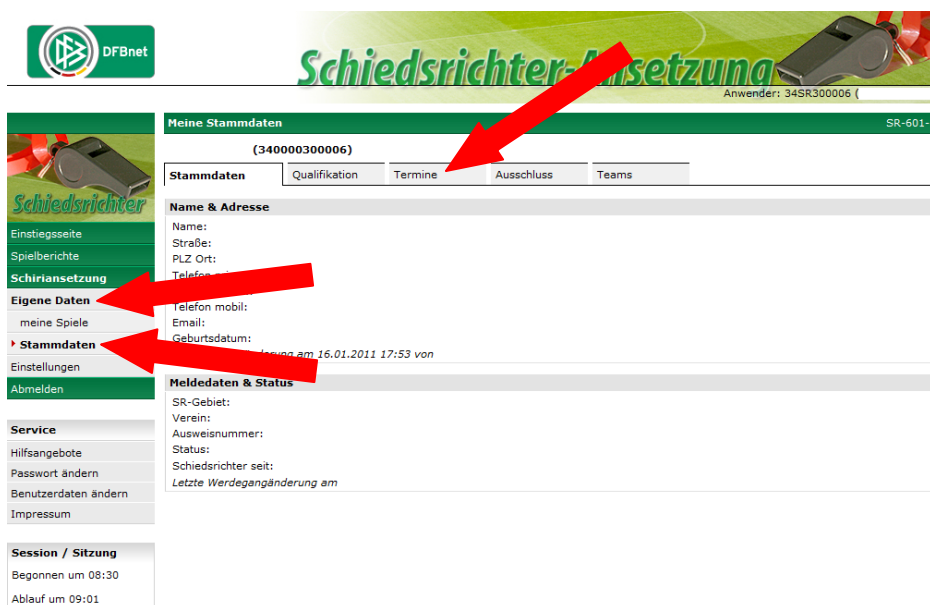 DFBnet
Schiedsrichter-Ansetzung
Anwender: 34SR300006 (
Meine Stammdaten SR-601-
(340000300006)
Stammdaten Qualifikation Termine Ausschluss Teams
Schiedsrichter
Einstiegsseite
Spielberichte
Schiriansetzung
Eigene Daten
meine Spiele
Stammdaten
Einstellungen
Abmelden
Service
Hilfsangebote
Passwort ändern
Benutzerdaten ändern
Impressum
Session / Sitzung
Begonnen um 08:30
Ablauf um 09:01
Name & Adresse
Name:
Straße:
PLZ Ort:
Telefon
Telefon mobil:
Email:
Geburtsdatum:
am 16.01.2011 17:53 von
Meldedaten & Status
SR-Gebiet:
Verein:
Ausweisnummer:
Status:
Schiedsrichter seit:
Letzte Werdegangänderung am